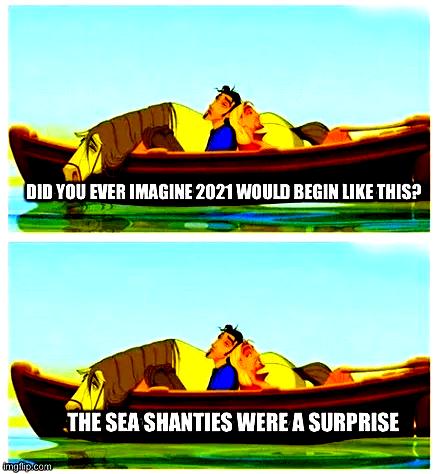 DID YOU EVER IMAGINE 2021 WOULD BEGIN LIKE THIS?
THE SEA SHANTIES WERE A SURPRISE
imgflip.com